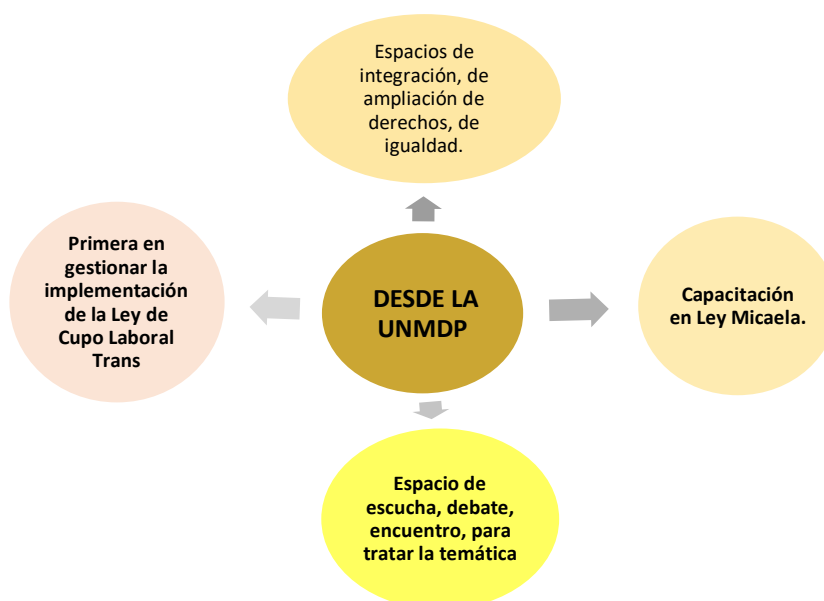 Espacios de
integración, de
ampliación de
derechos, de
igualdad.
Primera en
gestionar la
implementación
de la Ley de
Cupo Laboral
Trans
DESDE LA
UNMDP
Capacitación
en Ley Micaela.
Espacio de
escucha, debate,
encuentro, para
tratar la temática